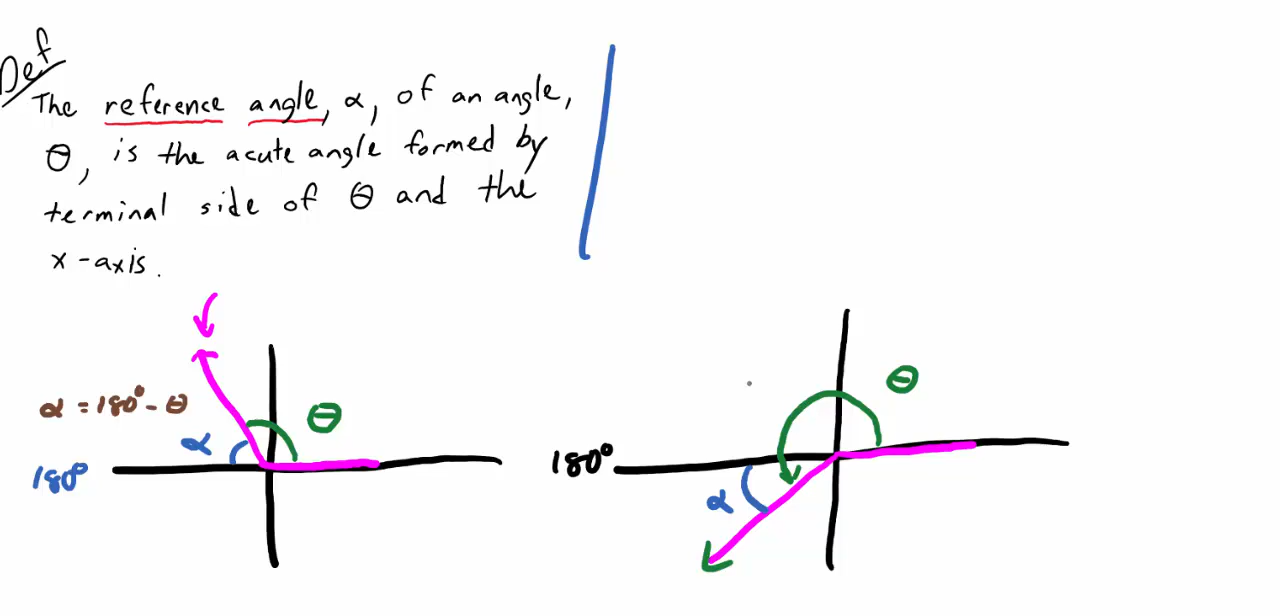 Def
The reference angle, α, of an angle,
θ, is the acute angle formed by
terminal side of θ and the
x-axis.
α = 180° - θ
θ
α
180°
θ
180°
α